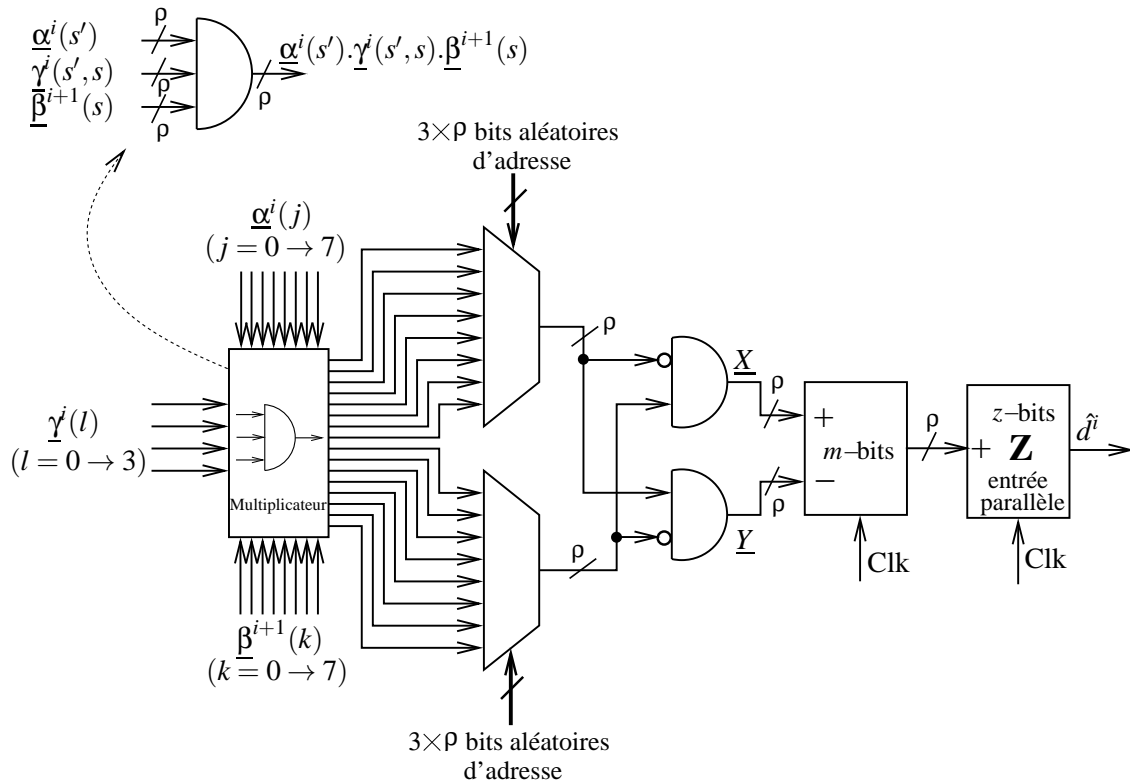 α^i(s′)
γ^i(s′,s)
β^{i+1}(s)
ρ
ρ
ρ
ρ
α^i(s′).γ^i(s′,s).β^{i+1}(s)
3×ρ bits aléatoires
d'adresse
α^i(j)
(j = 0 → 7)
γ^i(l)
(l = 0 → 3)
Multiplicateur
β^{i+1}(k)
(k = 0 → 7)
ρ
ρ
X
Y
ρ
ρ
+
m–bits
−
Clk
ρ
z–bits
+ Z
entrée
parallèle
Clk
d̂^i
3×ρ bits aléatoires
d'adresse